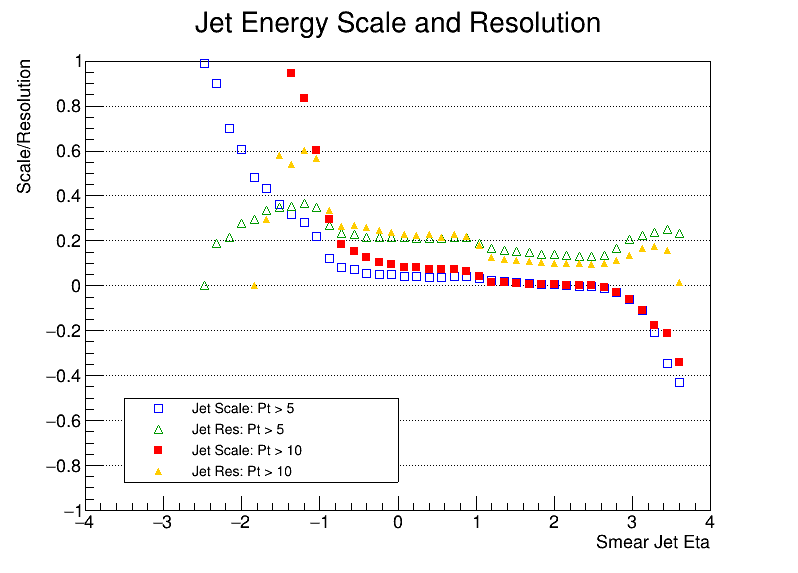 Jet Energy Scale and Resolution
Scale/Resolution
1
0.8
0.6
0.4
0.2
0
−0.2
−0.4
−0.6
−0.8
−1
Jet Scale: Pt > 5
Jet Res: Pt > 5
Jet Scale: Pt > 10
Jet Res: Pt > 10
−4 −3 −2 −1 0 1 2 3 4
Smear Jet Eta